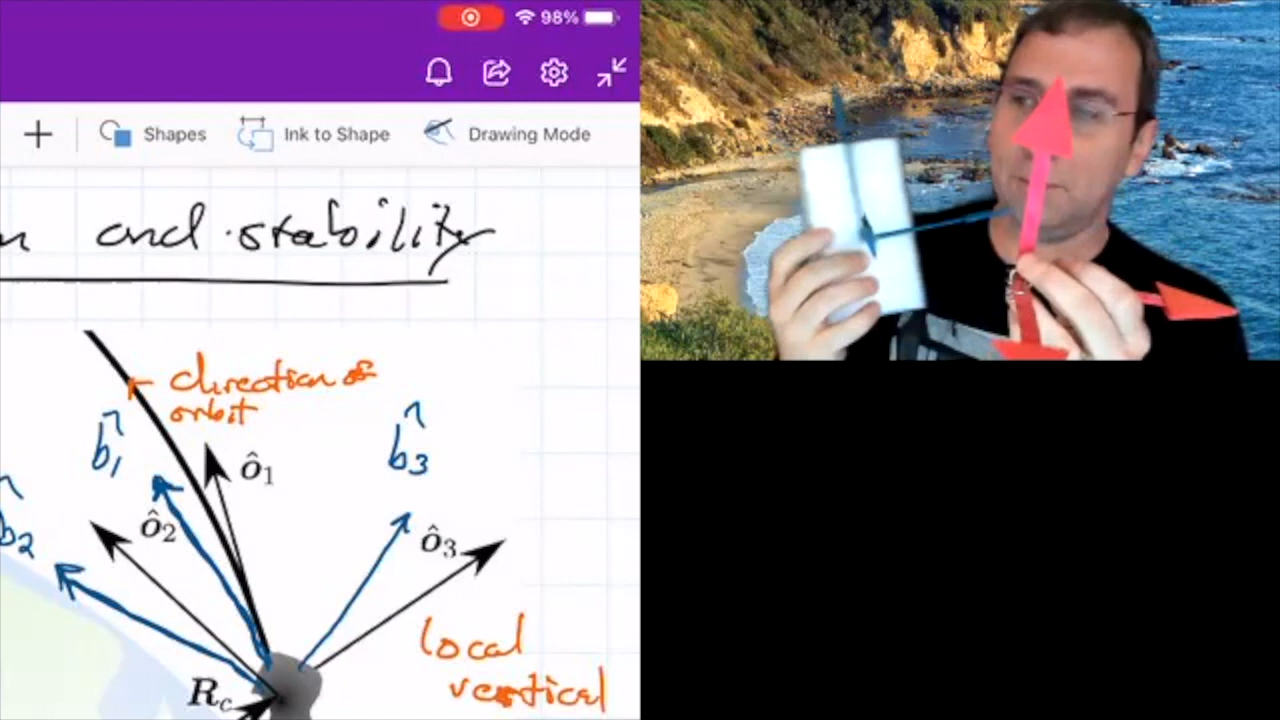 98%
Shapes
Ink to Shape
Drawing Mode
and stability
direction of
orbit
b̂1
b̂3
ô1
b̂2
ô2
ô3
local
vertical
Rc